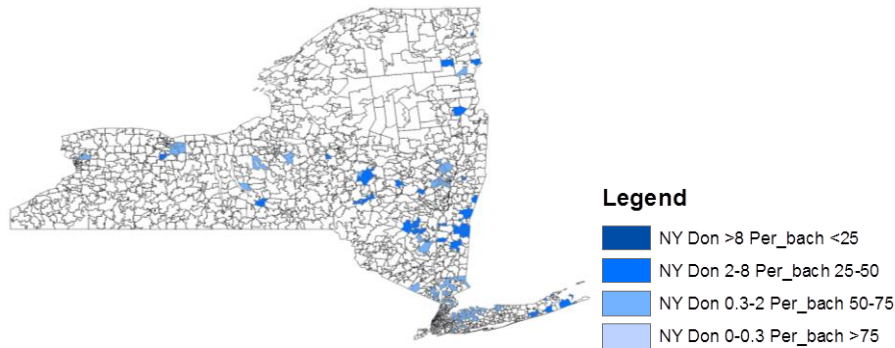 Legend
NY Don >8 Per_bach <25
NY Don 2-8 Per_bach 25-50
NY Don 0.3-2 Per_bach 50-75
NY Don 0-0.3 Per_bach >75